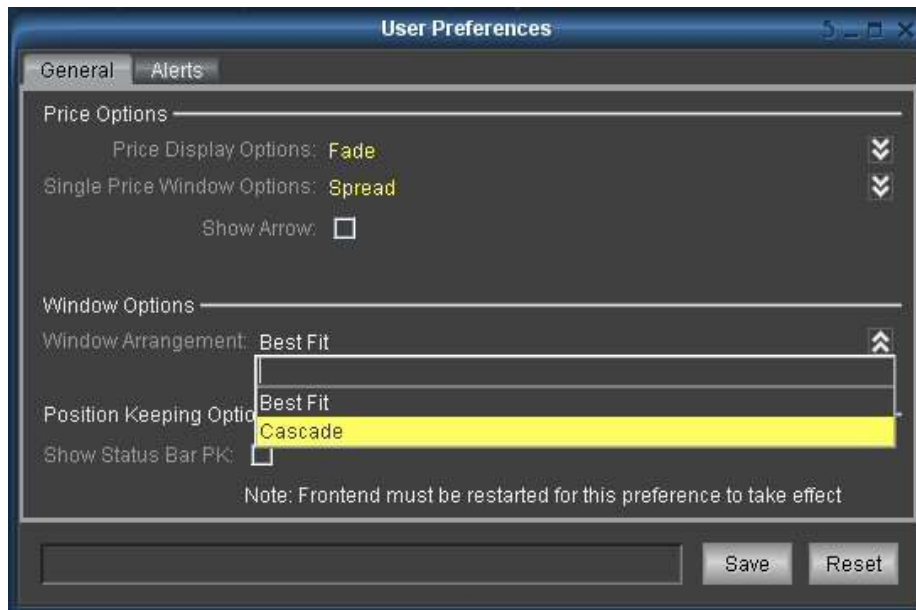 User Preferences
General Alerts
Price Options
Price Display Options: Fade
Single Price Window Options: Spread
Show Arrow:
Window Options
Window Arrangement: Best Fit
Best Fit
Position Keeping Optio
Cascade
Show Status Bar PK:
Note: Frontend must be restarted for this preference to take effect
Save Reset